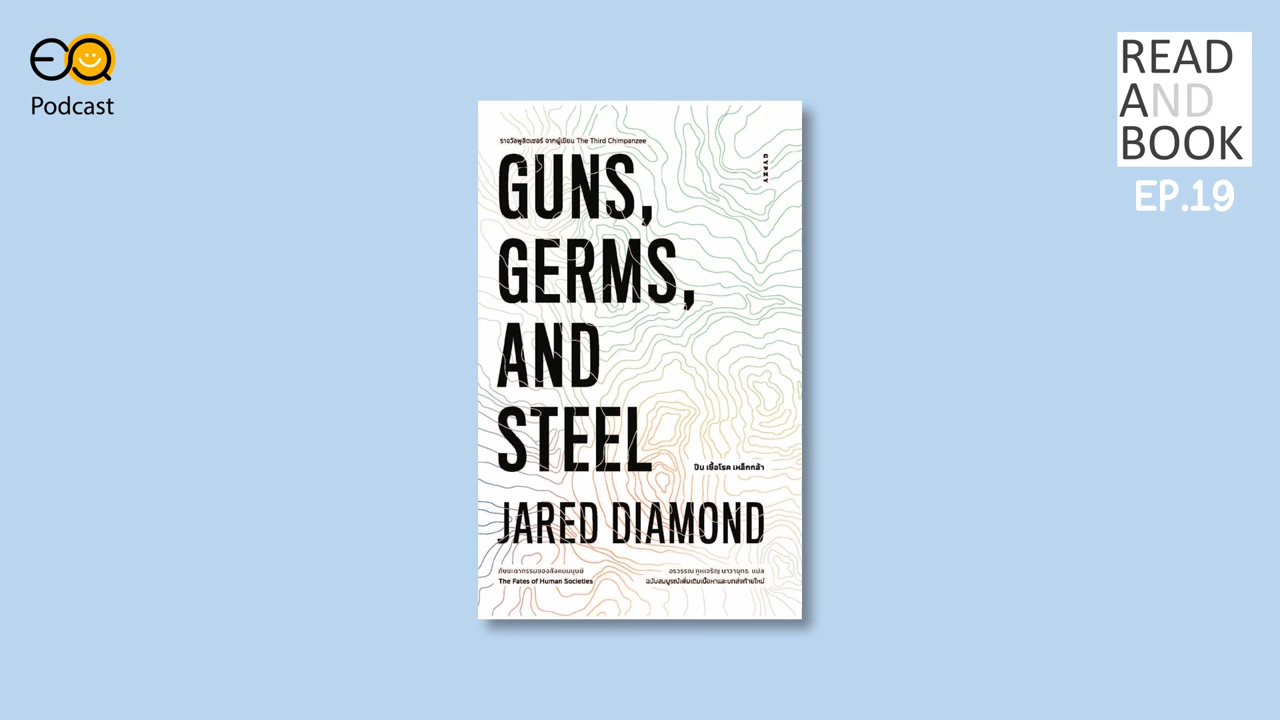 EQ
Podcast
READ
AND
BOOK
EP.19
รางวัลพูลิตเซอร์ จากผู้เขียน The Third Chimpanzee
GYPZY
GUNS,
GERMS,
AND
STEEL
ปืน เชื้อโรค เหล็กกล้า
JARED DIAMOND
กับชะตากรรมของสังคมมนุษย์
The Fates of Human Societies
อรวรรณ คูหเจริญ นาวายุทธ แปล
ฉบับสมบูรณ์เพิ่มเติมเนื้อหาและบทส่งท้ายใหม่